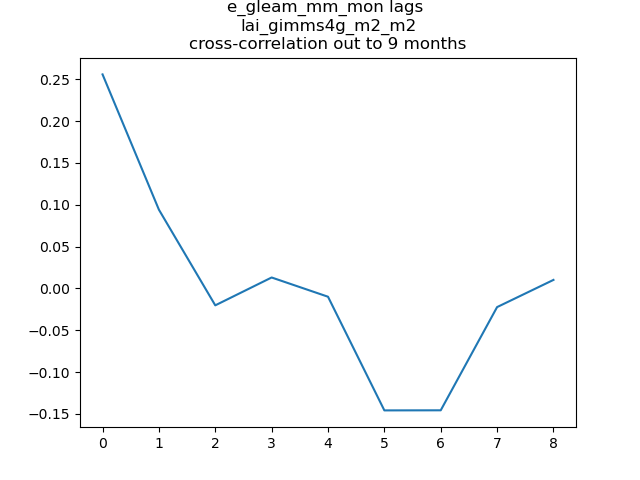 e_gleam_mm_mon lags
lai_gimms4g_m2_m2
cross-correlation out to 9 months
0.25
0.20
0.15
0.10
0.05
0.00
−0.05
−0.10
−0.15
0 1 2 3 4 5 6 7 8